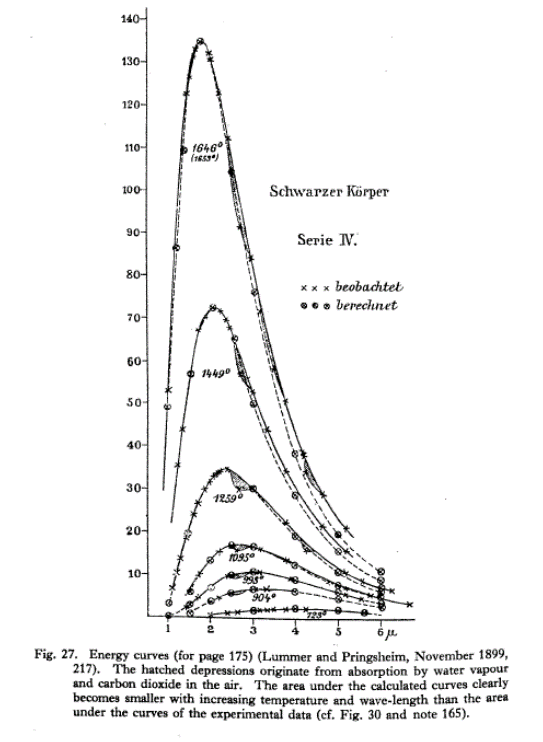 140
130
120
110
100
90
80
70
60
50
40
30
20
10
1646°
(1653°)
Schwarzer Körper
Serie IV.
× × × beobachtet
⊗ ⊗ ⊗ berechnet
1449°
1259°
1095°
998°
904°
723°
1 2 3 4 5 6 μ
Fig. 27. Energy curves (for page 175) (Lummer and Pringsheim, November 1899,
217). The hatched depressions originate from absorption by water vapour
and carbon dioxide in the air. The area under the calculated curves clearly
becomes smaller with increasing temperature and wave-length than the area
under the curves of the experimental data (cf. Fig. 30 and note 165).